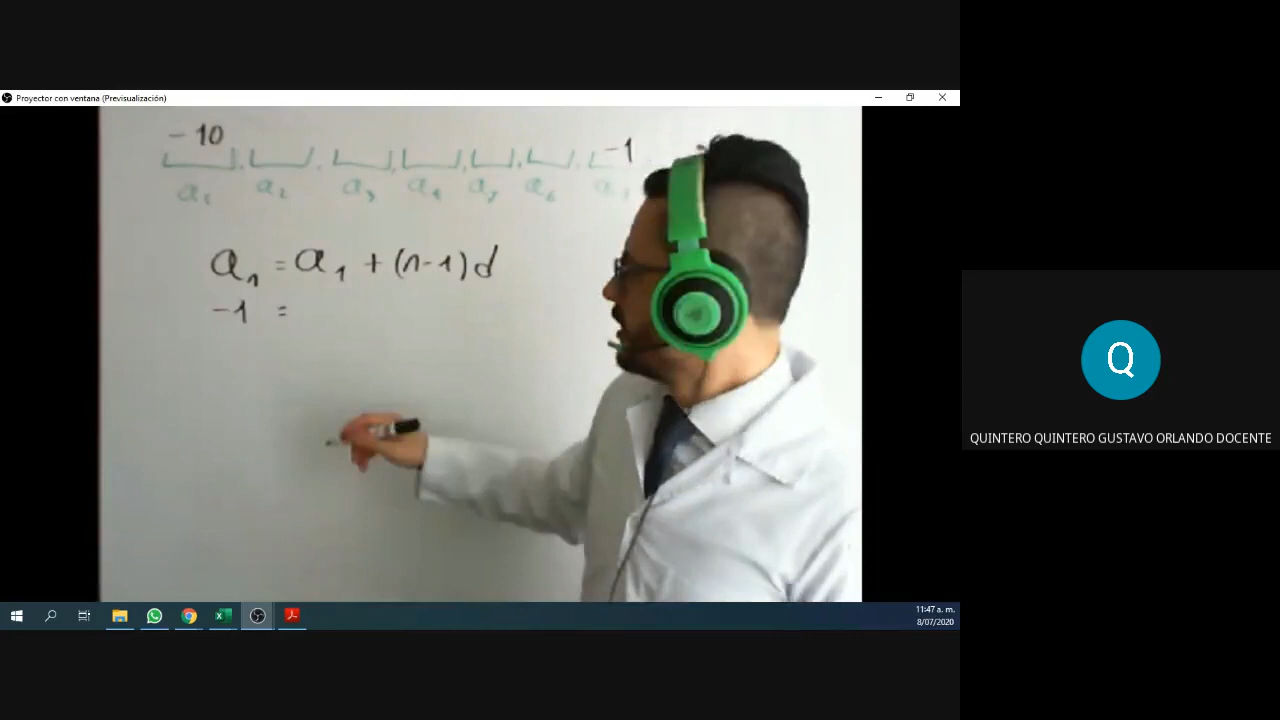 Proyector con ventana (Previsualización)
-10 -1
a1 a2 a3 a4 a5 a6
an = a1 + (n-1)d
-1 =
Q
QUINTERO QUINTERO GUSTAVO ORLANDO DOCENTE
11:47 a. m.
8/07/2020